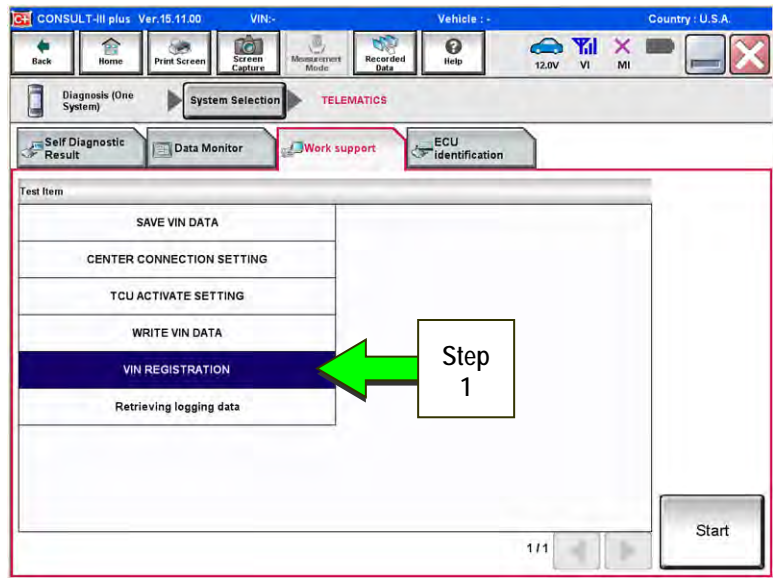 C+ CONSULT-III plus Ver.15.11.00 VIN:- Vehicle : - Country : U.S.A.
Back
Home
Print Screen
Screen Capture
Measurement Mode
Recorded Data
Help
12.0V
VI
MI
Diagnosis (One System)
System Selection
TELEMATICS
Self Diagnostic Result
Data Monitor
Work support
ECU identification
Test Item
SAVE VIN DATA
CENTER CONNECTION SETTING
TCU ACTIVATE SETTING
WRITE VIN DATA
VIN REGISTRATION
Step
1
Retrieving logging data
Start
1/1